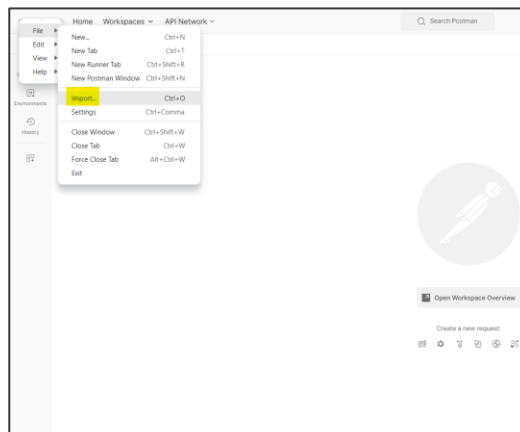 Home Workspaces API Network
Search Postman
File
Edit
View
Help
New... Ctrl+N
New Tab Ctrl+T
New Runner Tab Ctrl+Shift+R
New Postman Window Ctrl+Shift+N
Import... Ctrl+O
Settings Ctrl+Comma
Close Window Ctrl+Shift+W
Close Tab Ctrl+W
Force Close Tab Alt+Ctrl+W
Exit
Environments
History
Open Workspace Overview
Create a new request: